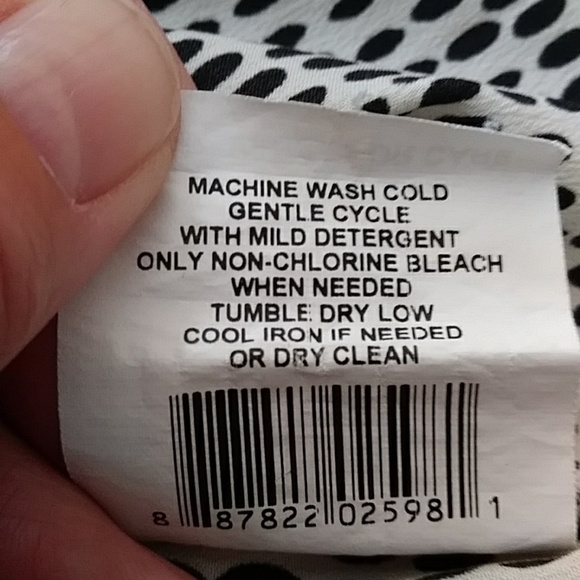 MACHINE WASH COLD
GENTLE CYCLE
WITH MILD DETERGENT
ONLY NON-CHLORINE BLEACH
WHEN NEEDED
TUMBLE DRY LOW
COOL IRON IF NEEDED
OR DRY CLEAN
8 87822 02598 1